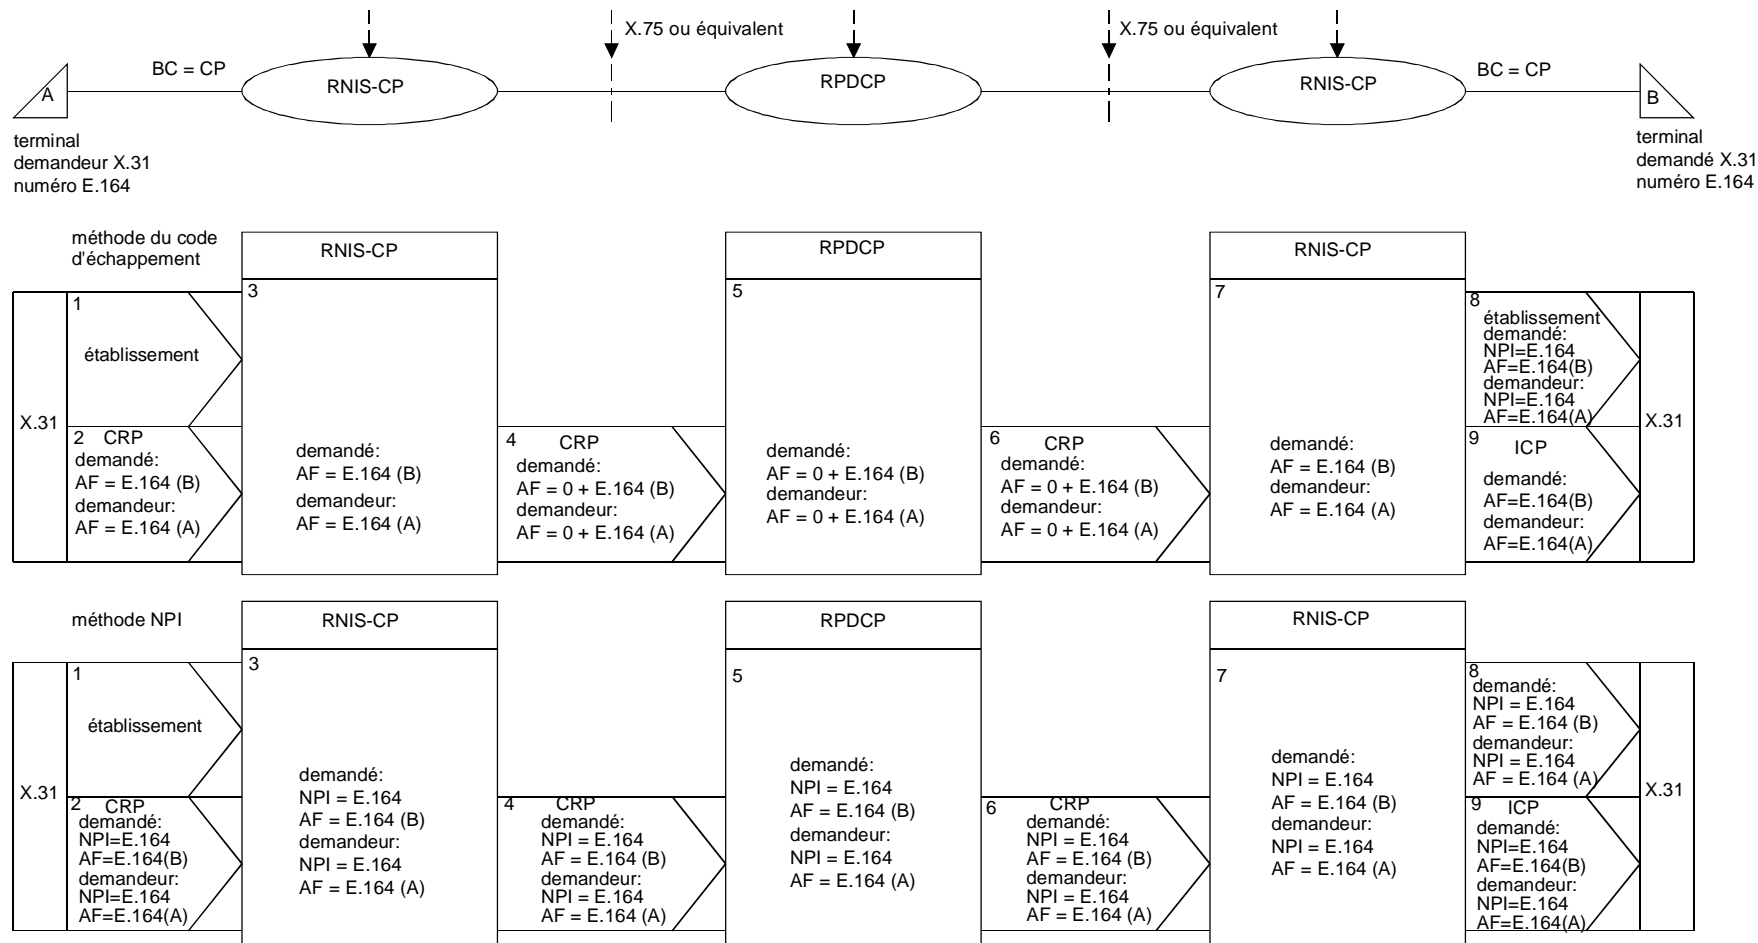 X.75 ou équivalent
X.75 ou équivalent
BC = CP
RNIS-CP
RPDCP
RNIS-CP
BC = CP
A
B
terminal
demandeur X.31
numéro E.164
terminal
demandé X.31
numéro E.164
méthode du code
d'échappement
RNIS-CP
RPDCP
RNIS-CP
X.31
1
établissement
2 CRP
demandé:
AF = E.164 (B)
demandeur:
AF = E.164 (A)
3
demandé:
AF = E.164 (B)
demandeur:
AF = E.164 (A)
4 CRP
demandé:
AF = 0 + E.164 (B)
demandeur:
AF = 0 + E.164 (A)
5
demandé:
AF = 0 + E.164 (B)
demandeur:
AF = 0 + E.164 (A)
6 CRP
demandé:
AF = 0 + E.164 (B)
demandeur:
AF = 0 + E.164 (A)
7
demandé:
AF = E.164 (B)
demandeur:
AF = E.164 (A)
8
établissement
demandé:
NPI=E.164
AF=E.164(B)
demandeur:
NPI=E.164
AF=E.164(A)
9 ICP
demandé:
AF=E.164(B)
demandeur:
AF=E.164(A)
X.31
méthode NPI
RNIS-CP
RPDCP
RNIS-CP
X.31
1
établissement
2 CRP
demandé:
NPI=E.164
AF=E.164(B)
demandeur:
NPI=E.164
AF=E.164(A)
3
demandé:
NPI = E.164
AF = E.164 (B)
demandeur:
NPI = E.164
AF = E.164 (A)
4 CRP
demandé:
NPI = E.164
AF = E.164 (B)
demandeur:
NPI = E.164
AF = E.164 (A)
5
demandé:
NPI = E.164
AF = E.164 (B)
demandeur:
NPI = E.164
AF = E.164 (A)
6 CRP
demandé:
NPI = E.164
AF = E.164 (B)
demandeur:
NPI = E.164
AF = E.164 (A)
7
demandé:
NPI = E.164
AF = E.164 (B)
demandeur:
NPI = E.164
AF = E.164 (A)
8
demandé:
NPI = E.164
AF = E.164 (B)
demandeur:
NPI = E.164
AF = E.164 (A)
9 ICP
demandé:
NPI=E.164
AF=E.164(B)
demandeur:
NPI=E.164
AF=E.164(A)
X.31